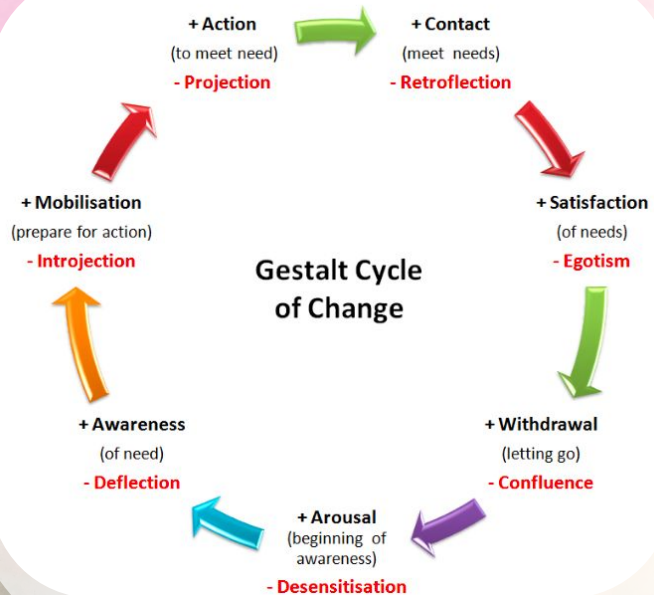 + Action
(to meet need)
- Projection
+ Contact
(meet needs)
- Retroflection
+ Satisfaction
(of needs)
- Egotism
+ Withdrawal
(letting go)
- Confluence
+ Arousal
(beginning of
awareness)
- Desensitisation
+ Awareness
(of need)
- Deflection
+ Mobilisation
(prepare for action)
- Introjection
Gestalt Cycle
of Change